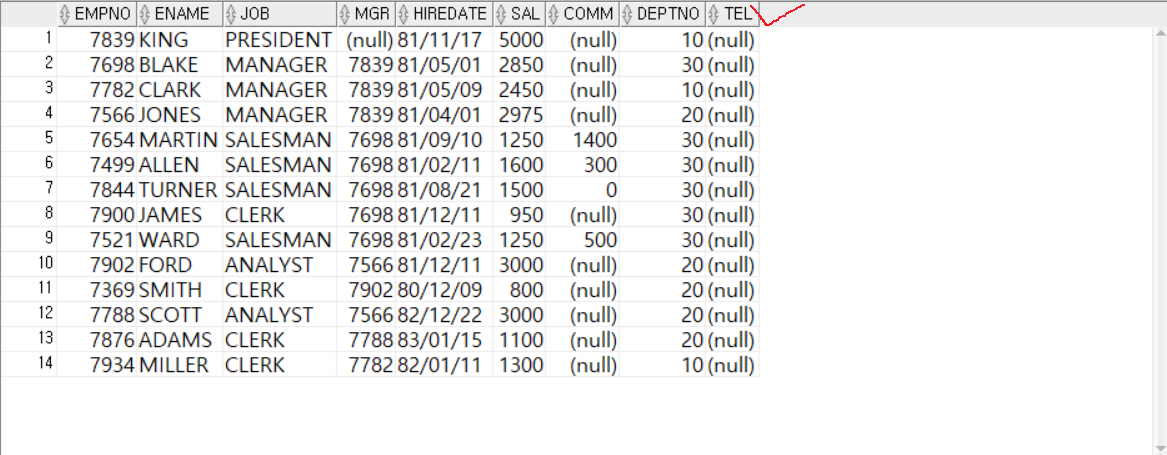 EMPNO ENAME JOB MGR HIREDATE SAL COMM DEPTNO TEL
1 7839 KING PRESIDENT (null) 81/11/17 5000 (null) 10 (null)
2 7698 BLAKE MANAGER 7839 81/05/01 2850 (null) 30 (null)
3 7782 CLARK MANAGER 7839 81/05/09 2450 (null) 10 (null)
4 7566 JONES MANAGER 7839 81/04/01 2975 (null) 20 (null)
5 7654 MARTIN SALESMAN 7698 81/09/10 1250 1400 30 (null)
6 7499 ALLEN SALESMAN 7698 81/02/11 1600 300 30 (null)
7 7844 TURNER SALESMAN 7698 81/08/21 1500 0 30 (null)
8 7900 JAMES CLERK 7698 81/12/11 950 (null) 30 (null)
9 7521 WARD SALESMAN 7698 81/02/23 1250 500 30 (null)
10 7902 FORD ANALYST 7566 81/12/11 3000 (null) 20 (null)
11 7369 SMITH CLERK 7902 80/12/09 800 (null) 20 (null)
12 7788 SCOTT ANALYST 7566 82/12/22 3000 (null) 20 (null)
13 7876 ADAMS CLERK 7788 83/01/15 1100 (null) 20 (null)
14 7934 MILLER CLERK 7782 82/01/11 1300 (null) 10 (null)